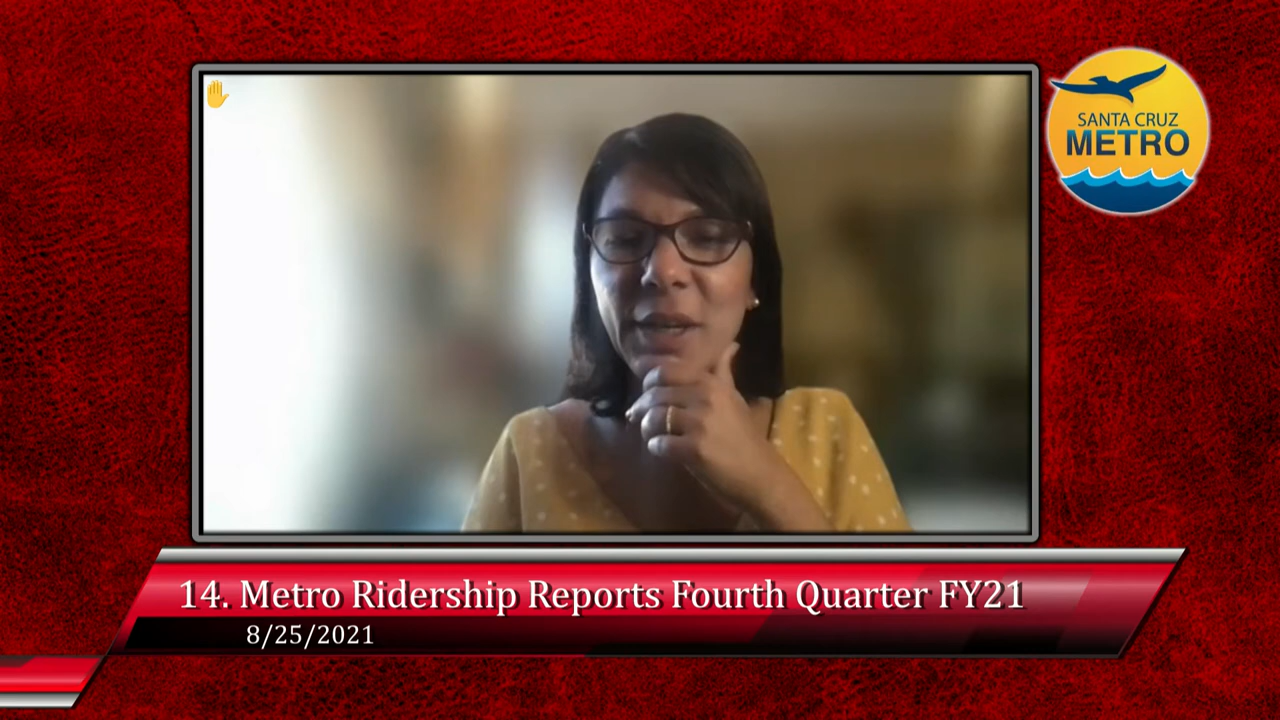 SANTA CRUZ
METRO
14. Metro Ridership Reports Fourth Quarter FY21
8/25/2021